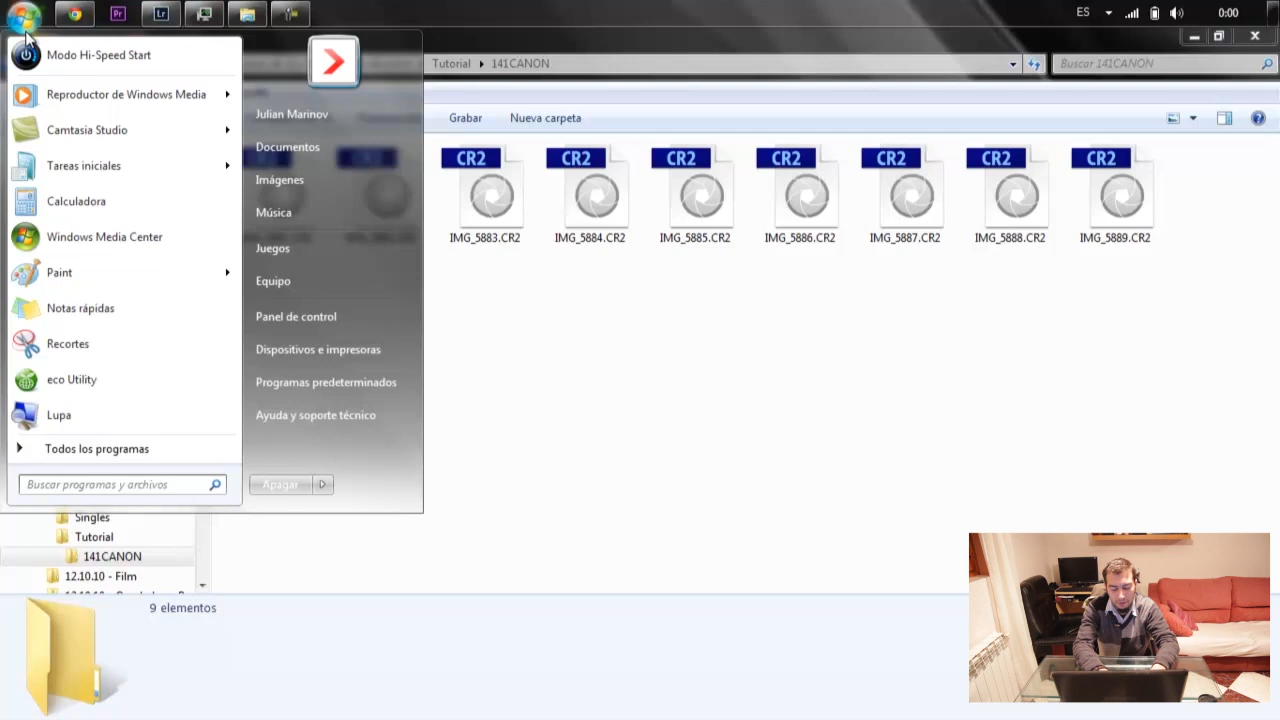 Pr
Lr
ES
0:00
Modo Hi-Speed Start
Reproductor de Windows Media
Camtasia Studio
Tareas iniciales
Calculadora
Windows Media Center
Paint
Notas rápidas
Recortes
eco Utility
Lupa
Todos los programas
Buscar programas y archivos
Julian Marinov
Documentos
Imágenes
Música
Juegos
Equipo
Panel de control
Dispositivos e impresoras
Programas predeterminados
Ayuda y soporte técnico
Apagar
Tutorial
141CANON
Buscar 141CANON
Grabar
Nueva carpeta
CR2
CR2
CR2
CR2
CR2
CR2
CR2
IMG_5883.CR2
IMG_5884.CR2
IMG_5885.CR2
IMG_5886.CR2
IMG_5887.CR2
IMG_5888.CR2
IMG_5889.CR2
Singles
Tutorial
141CANON
12.10.10 - Film
9 elementos